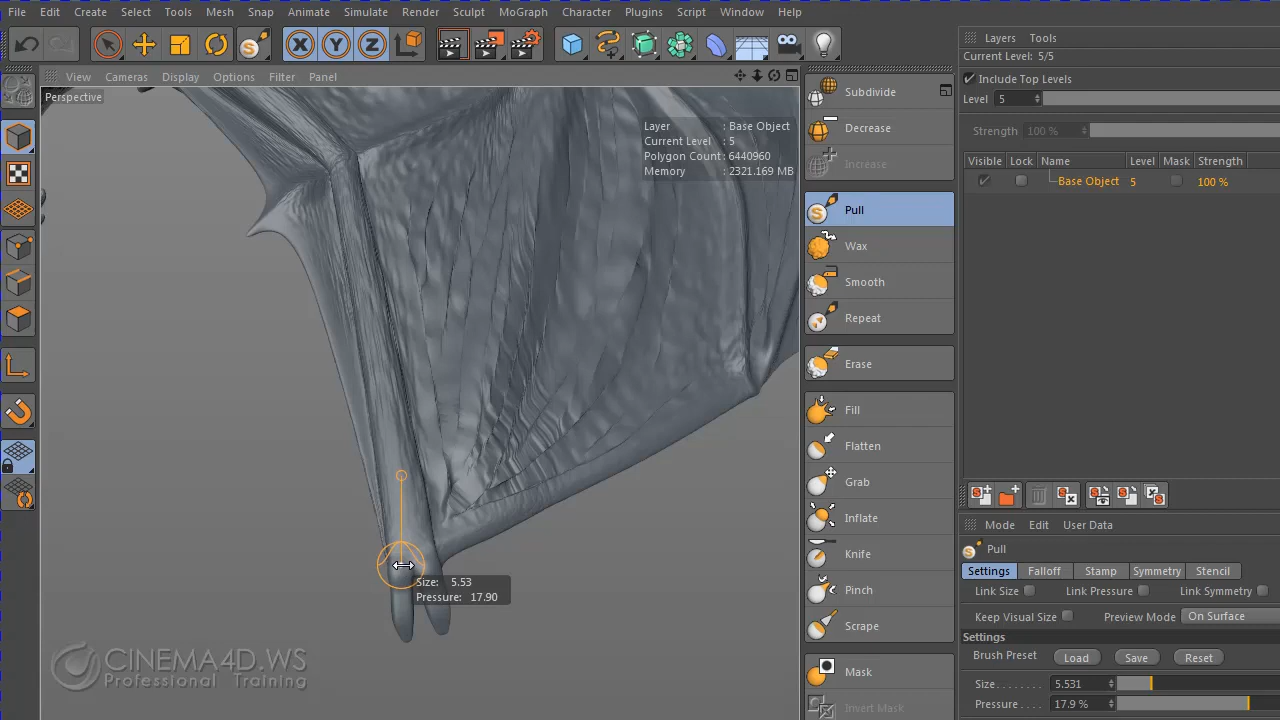 File Edit Create Select Tools Mesh Snap Animate Simulate Render Sculpt MoGraph Character Plugins Script Window Help
View Cameras Display Options Filter Panel
Perspective
Layer : Base Object
Current Level : 5
Polygon Count : 6440960
Memory : 2321.169 MB
Size: 5.53
Pressure: 17.90
CINEMA4D.WS
Professional Training
Subdivide
Decrease
Increase
Pull
Wax
Smooth
Repeat
Erase
Fill
Flatten
Grab
Inflate
Knife
Pinch
Scrape
Mask
Invert Mask
Layers Tools
Current Level: 5/5
Include Top Levels
Level 5
Strength 100 %
Visible Lock Name Level Mask Strength
Base Object 5 100 %
Mode Edit User Data
Pull
Settings Falloff Stamp Symmetry Stencil
Link Size Link Pressure Link Symmetry
Keep Visual Size Preview Mode On Surface
Settings
Brush Preset Load Save Reset
Size........ 5.531
Pressure .... 17.9 %